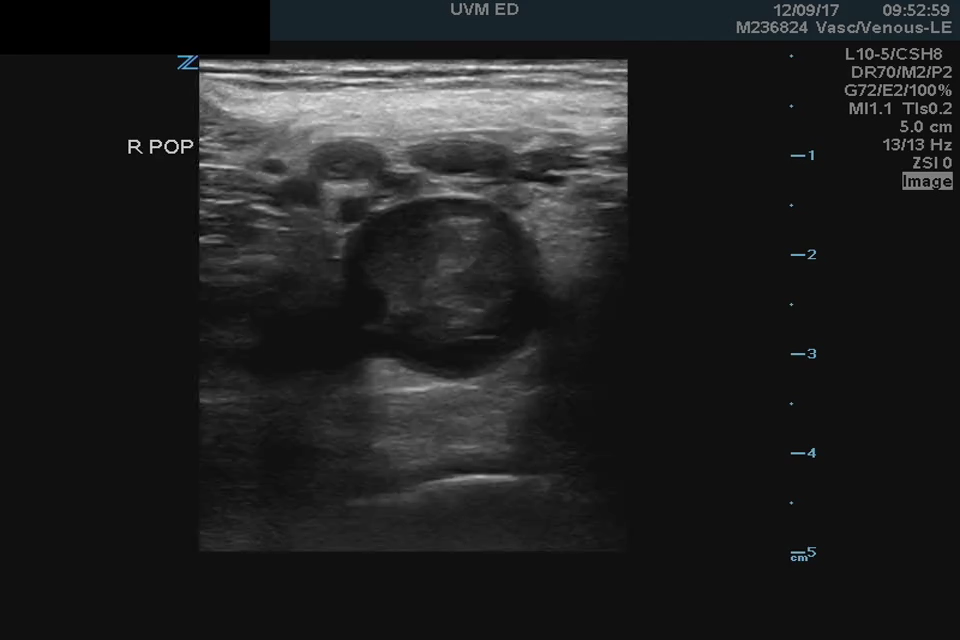 UVM ED
12/09/17 09:52:59
M236824 Vasc/Venous-LE
Z
R POP
L10-5/CSH8
DR70/M2/P2
G72/E2/100%
MI1.1 TIs0.2
5.0 cm
13/13 Hz
ZSI 0
Image
1
2
3
4
5
cm